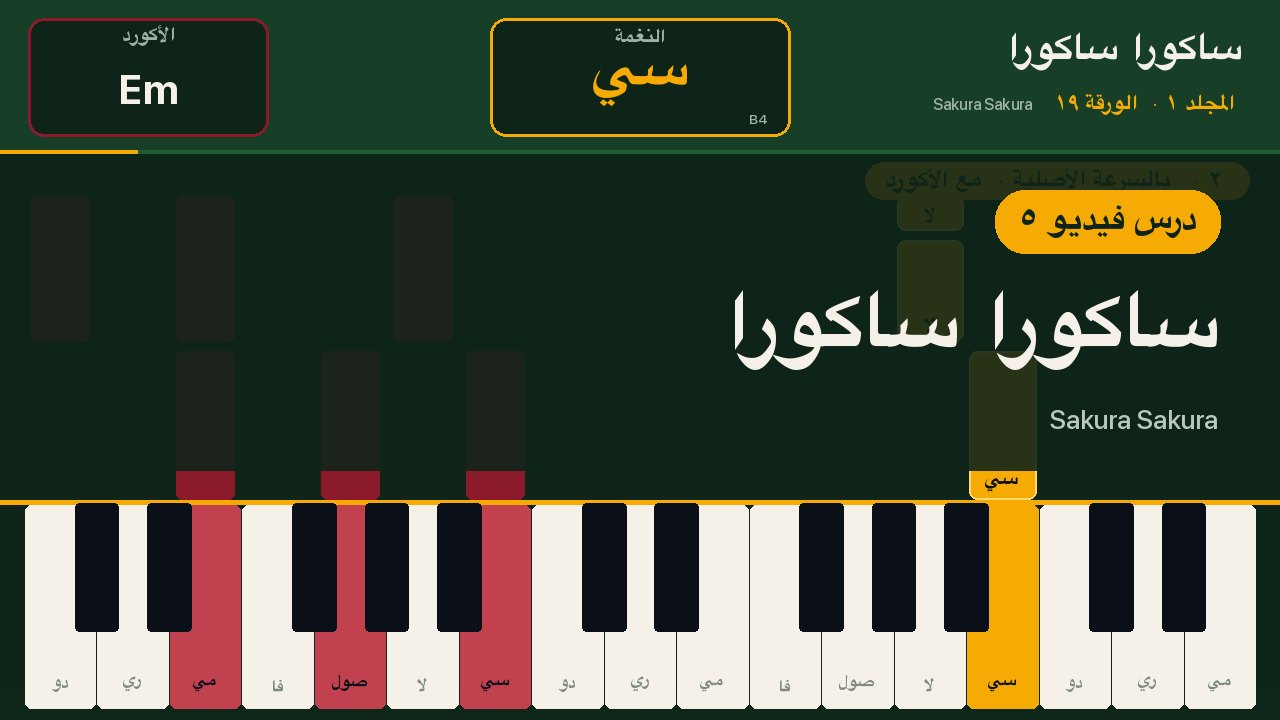 ساكورا ساكورا
المجلد ١ · الورقة ١٩ Sakura Sakura
النغمة
سي
B4
الأكورد
Em
٢ · بالسرعة الأصلية · مع الأكورد
لا
درس فيديو ٥
لا
ساكورا ساكورا
Sakura Sakura
سي
دو ري مي فا صول لا سي دو ري مي فا صول لا سي دو ري مي